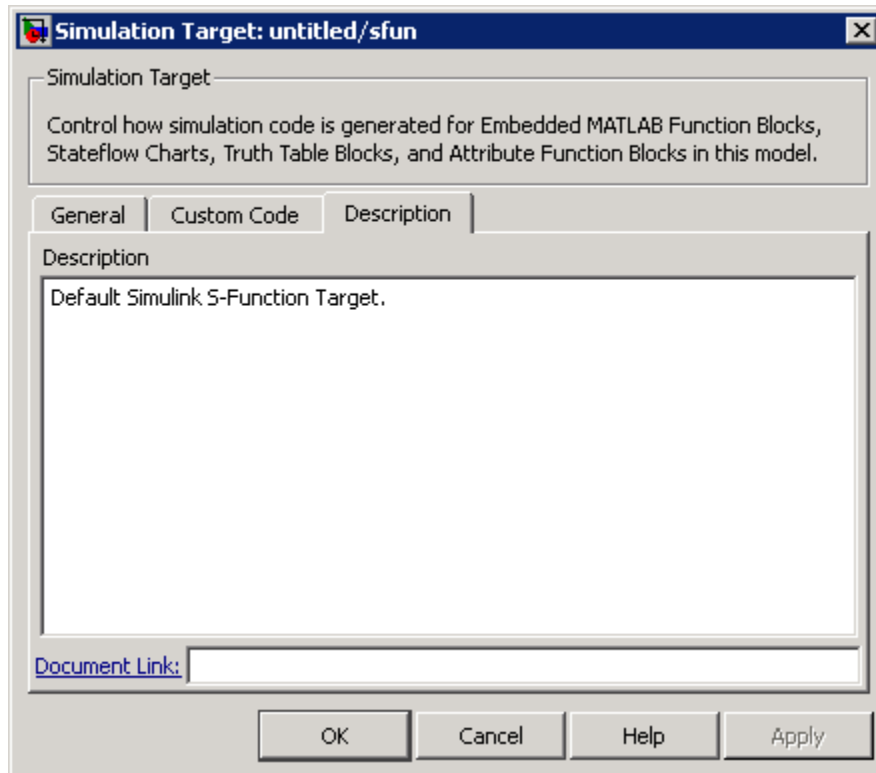 Simulation Target: untitled/sfun
Simulation Target
Control how simulation code is generated for Embedded MATLAB Function Blocks,
Stateflow Charts, Truth Table Blocks, and Attribute Function Blocks in this model.
General Custom Code Description
Description
Default Simulink S-Function Target.
Document Link:
OK Cancel Help Apply